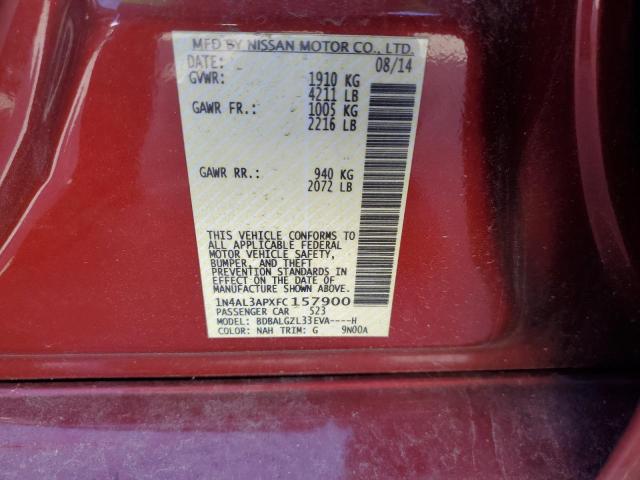 MFD BY NISSAN MOTOR CO., LTD.
DATE: 08/14
GVWR: 1910 KG
4211 LB
GAWR FR.: 1005 KG
2216 LB
GAWR RR.: 940 KG
2072 LB
THIS VEHICLE CONFORMS TO
ALL APPLICABLE FEDERAL
MOTOR VEHICLE SAFETY,
BUMPER, AND THEFT
PREVENTION STANDARDS
IN EFFECT ON THE DATE OF
MANUFACTURE SHOWN ABOVE.
1N4AL3APXFC157900
PASSENGER CAR 523
MODEL: BDBALGZL33EVA----H
COLOR: NAH TRIM: G 9N00A